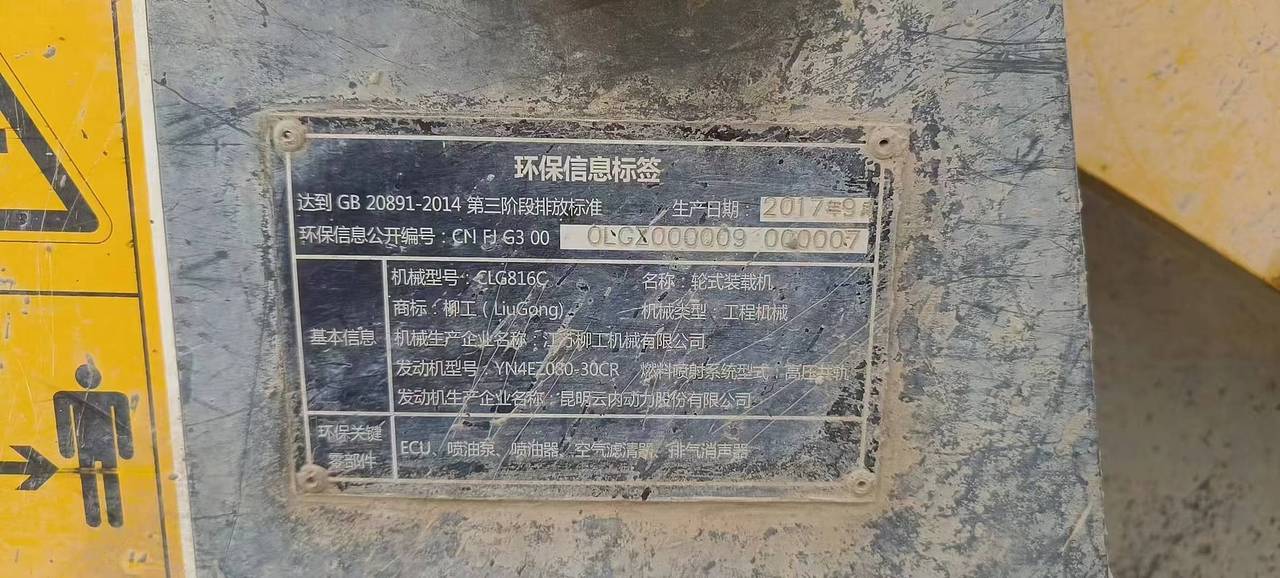 环保信息标签
达到 GB 20891-2014 第三阶段排放标准 生产日期：2017年9月
环保信息公开编号：CN FJ G3 00 0LGX000009 000007
基本信息
机械型号：CLG816C 名称：轮式装载机
商标：柳工（LiuGong) 机械类型：工程机械
机械生产企业名称：江苏柳工机械有限公司
发动机型号：YN4EZ080-30CR 燃料喷射系统型式：高压共轨
发动机生产企业名称：昆明云内动力股份有限公司
环保关键
零部件
ECU、喷油泵、喷油器、空气滤清器、排气消声器